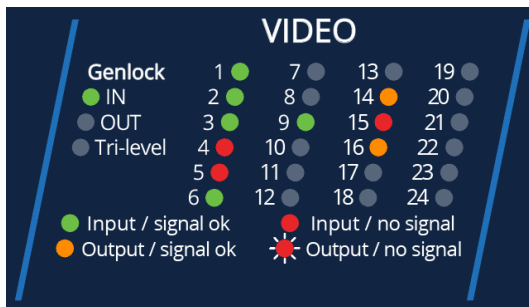 VIDEO
Genlock 1 7 13 19
IN 2 8 14 20
OUT 3 9 15 21
Tri-level 4 10 16 22
5 11 17 23
6 12 18 24
Input / signal ok Input / no signal
Output / signal ok Output / no signal